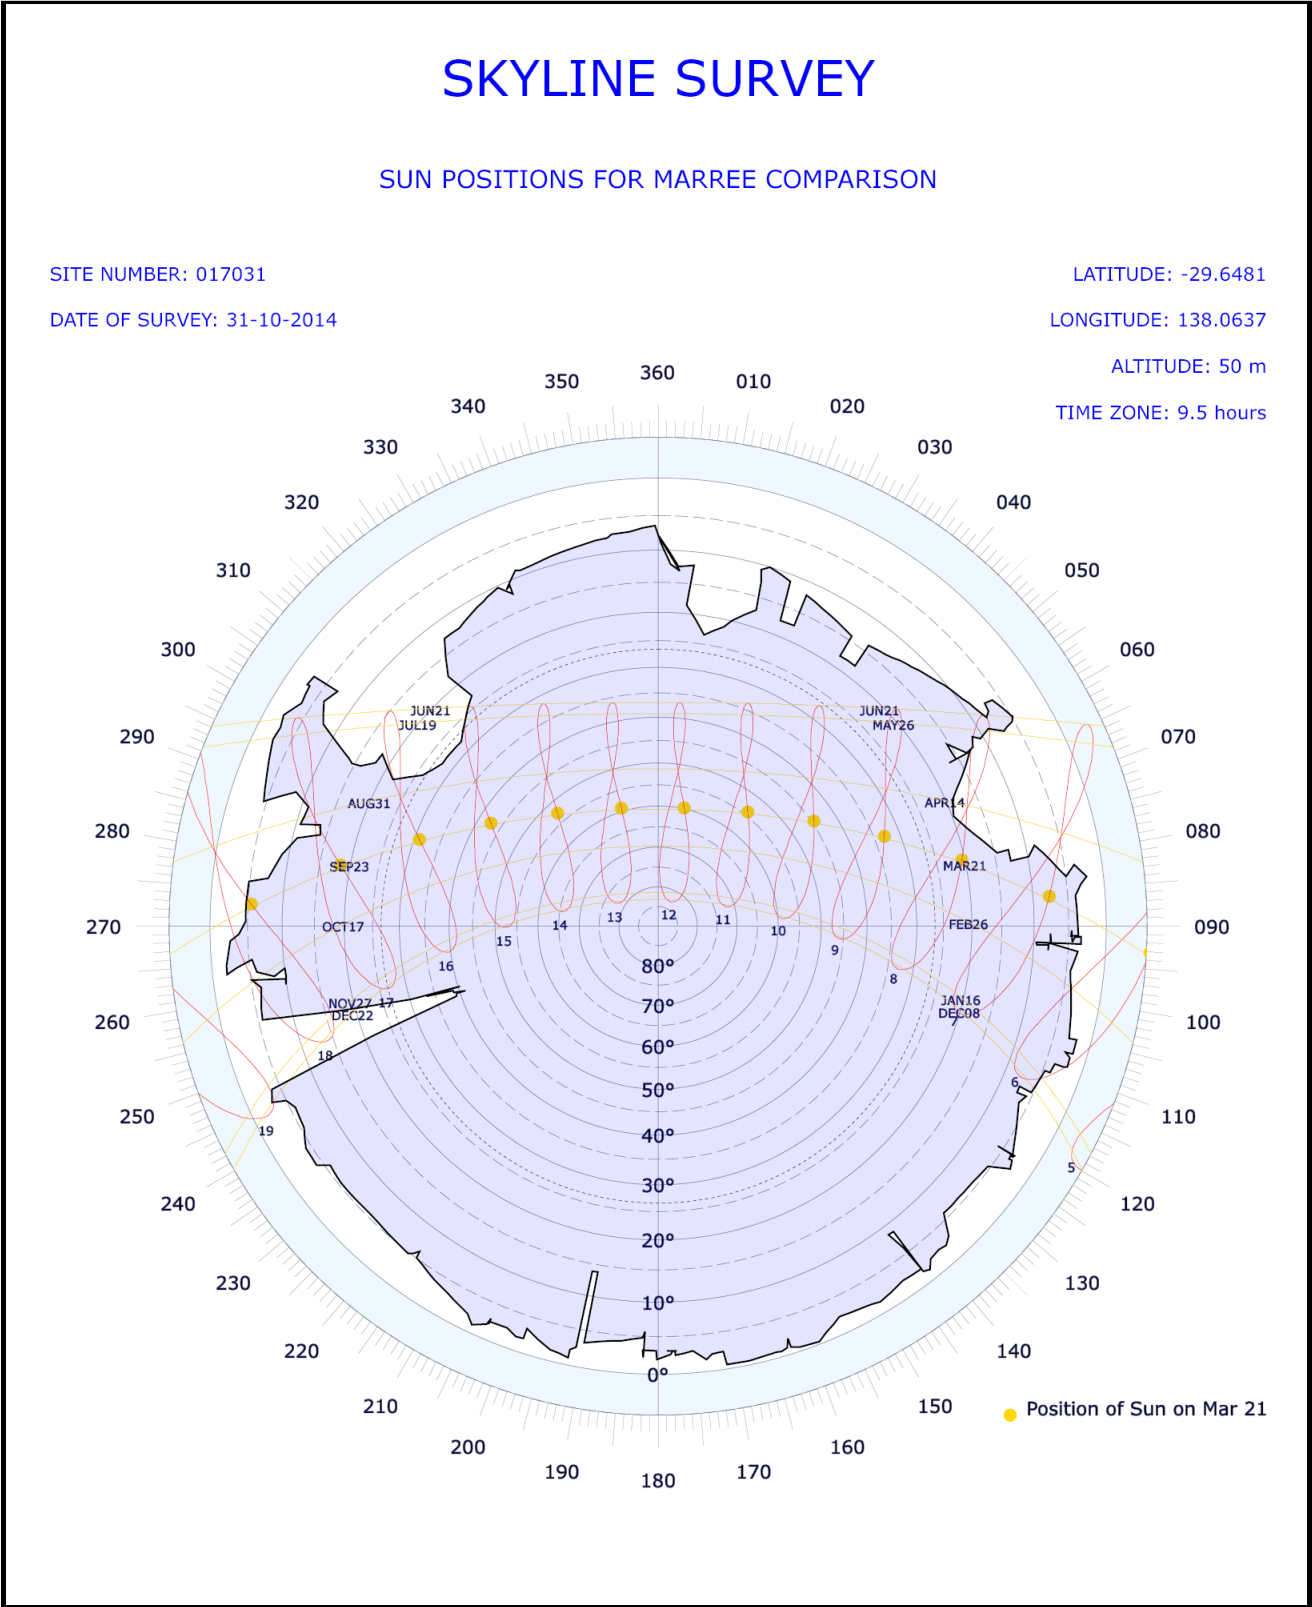 SKYLINE SURVEY
SUN POSITIONS FOR MARREE COMPARISON
SITE NUMBER: 017031
LATITUDE: -29.6481
DATE OF SURVEY: 31-10-2014
LONGITUDE: 138.0637
ALTITUDE: 50 m
TIME ZONE: 9.5 hours
360
350
010
340
020
330
030
320
040
310
050
300
060
290
070
280
080
270
090
260
100
250
110
240
120
230
130
220
140
210
150
200
160
190
170
180
JUN21
JUL19
AUG31
SEP23
OCT17
NOV27
DEC22
JUN21
MAY26
APR14
MAR21
FEB26
JAN16
DEC08
19
18
17
16
15
14
13
12
11
10
9
8
7
6
5
80°
70°
60°
50°
40°
30°
20°
10°
0°
Position of Sun on Mar 21